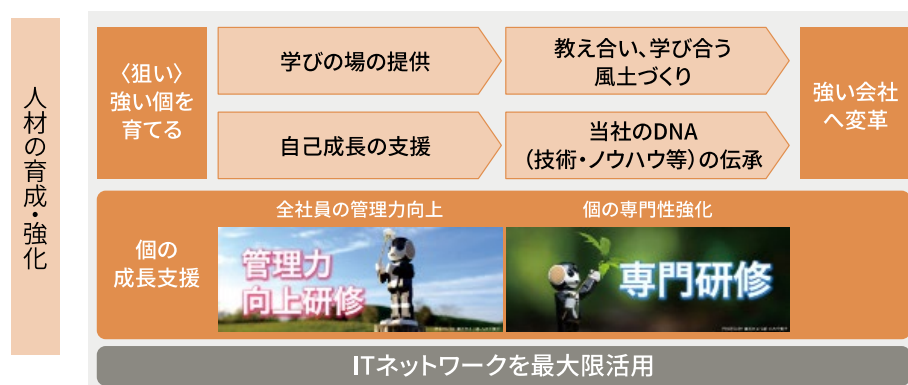 人材の育成・強化
〈狙い〉
強い個を
育てる
学びの場の提供
教え合い、学び合う
風土づくり
自己成長の支援
当社のDNA
（技術・ノウハウ等）の伝承
強い会社
へ変革
個の
成長支援
全社員の管理力向上
管理力
向上研修
個の専門性強化
専門研修
ITネットワークを最大限活用